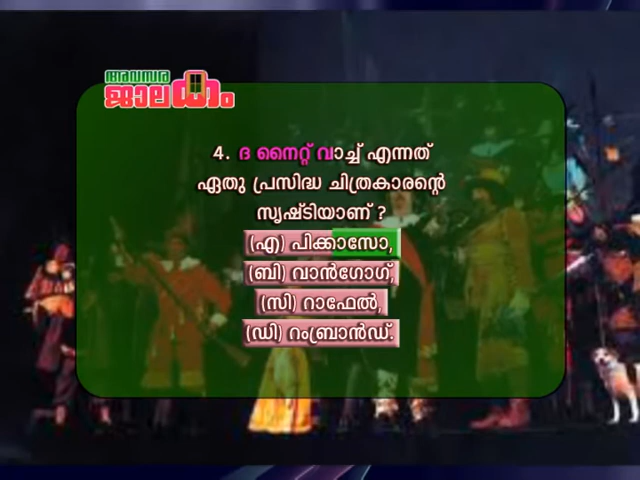 അവസര
ജാലകം
4. ദ നൈറ്റ് വാച്ച് എന്നത്
ഏതു പ്രസിദ്ധ ചിത്രകാരന്റെ
സൃഷ്ടിയാണ് ?
(എ) പിക്കാസോ,
(ബി) വാൻഗോഗ്,
(സി) റാഫേൽ,
(ഡി) റംബ്രാൻഡ്.